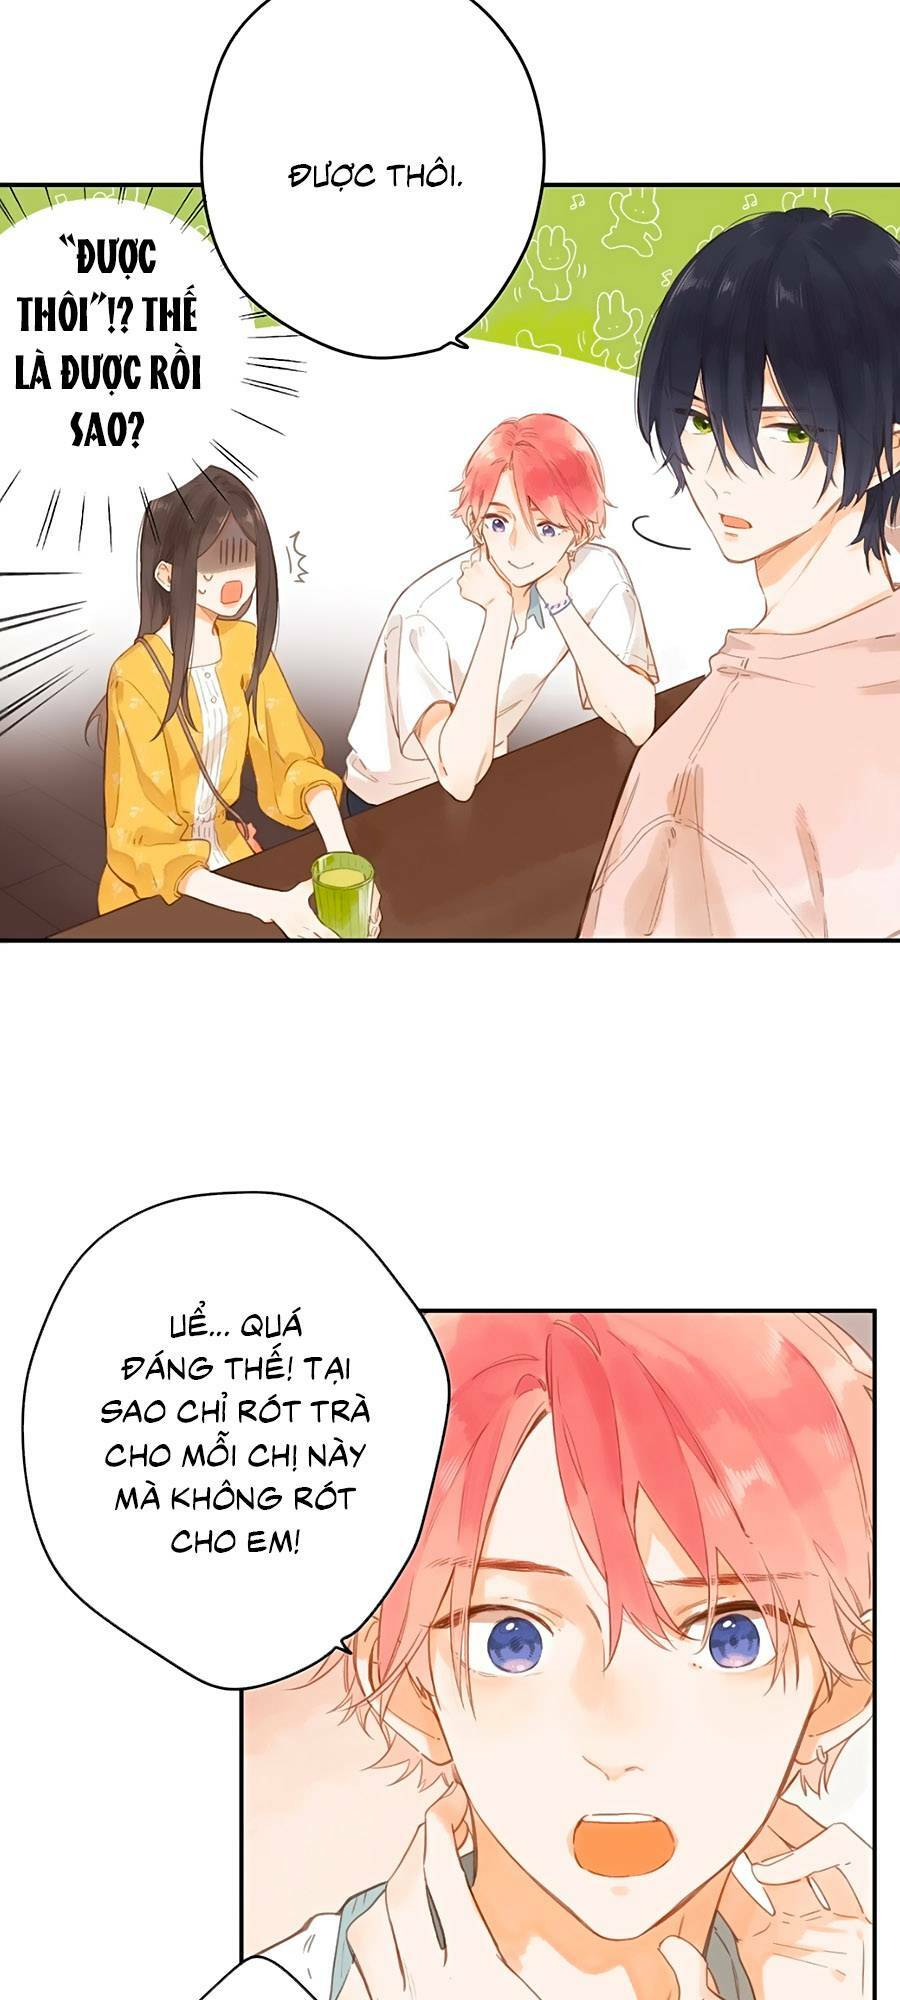 ĐƯỢC THÔI.
“ĐƯỢC
THÔI”!? THẾ
LÀ ĐƯỢC RỒI
SAO?
UỂ... QUÁ
ĐÁNG THẾ! TẠI
SAO CHỈ RÓT TRÀ
CHO MỖI CHỊ NÀY
MÀ KHÔNG RÓT
CHO EM!